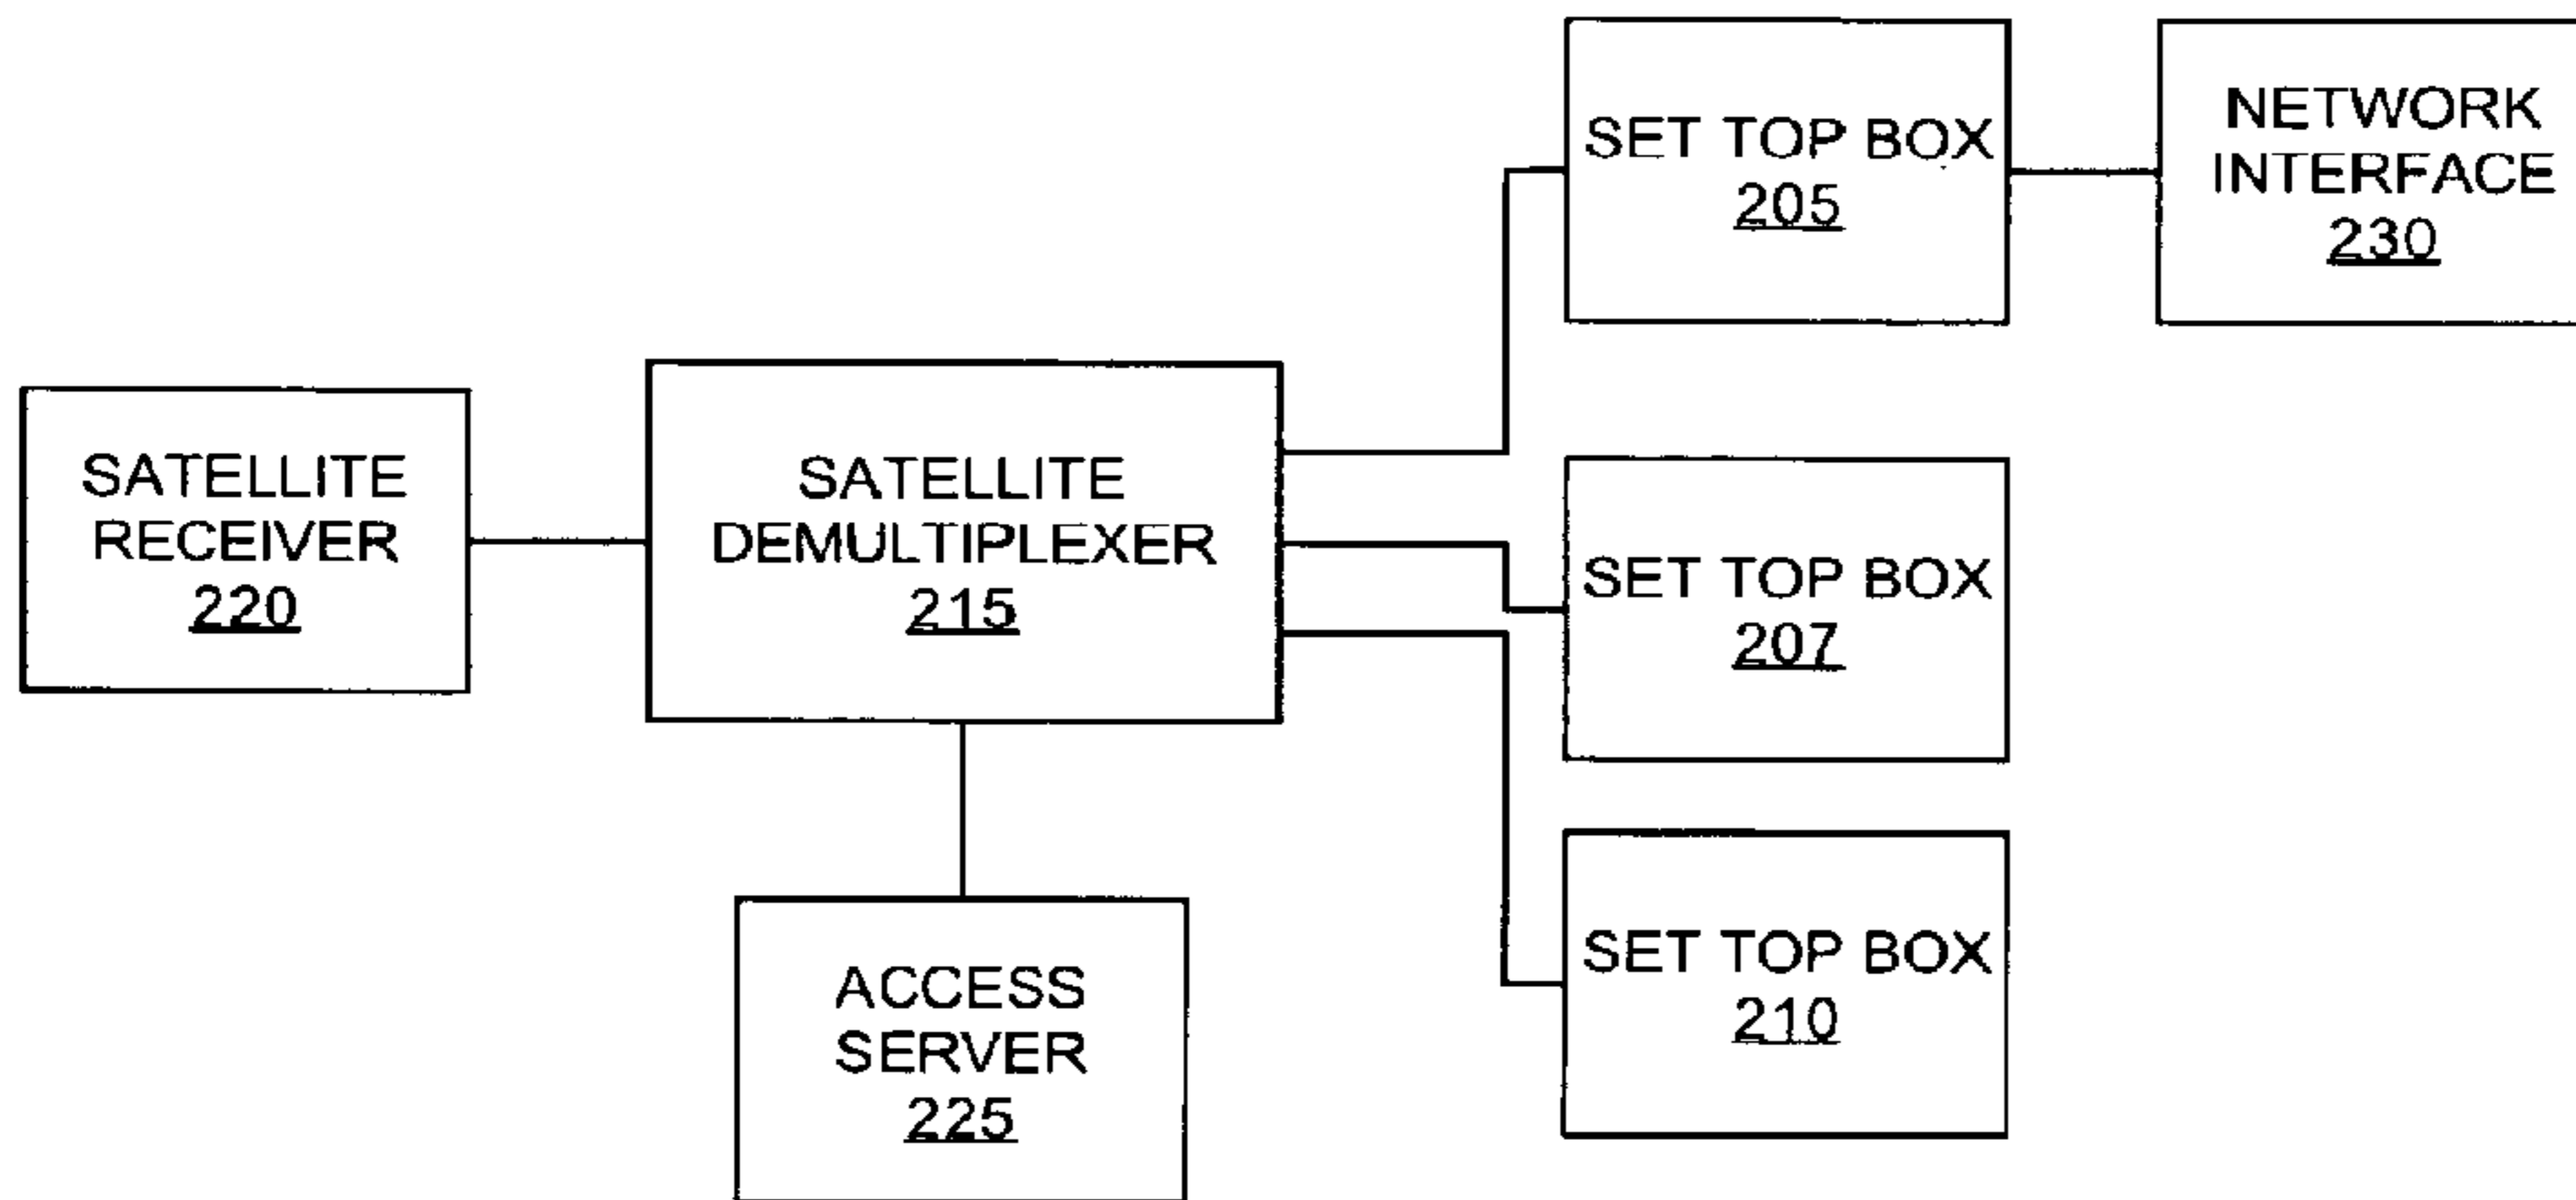 SET TOP BOX
205
NETWORK
INTERFACE
230
SATELLITE
RECEIVER
220
SATELLITE
DEMULTIPLEXER
215
SET TOP BOX
207
SET TOP BOX
210
ACCESS
SERVER
225